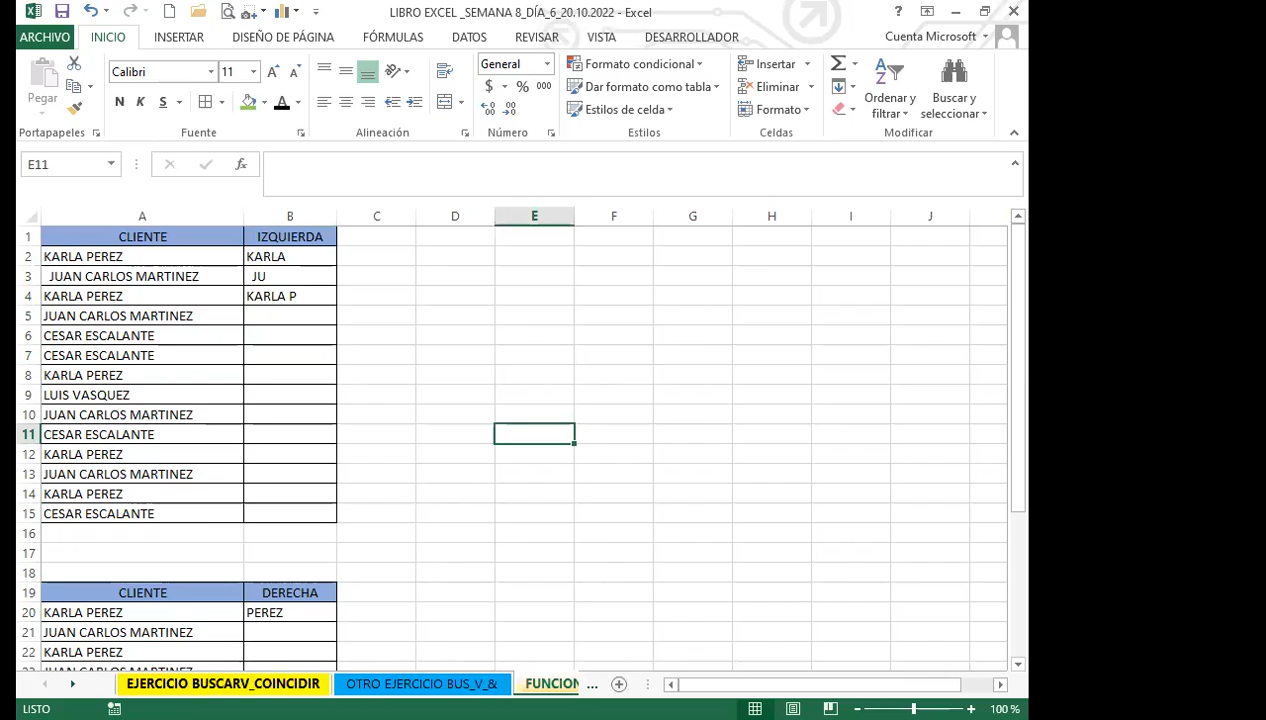 LIBRO EXCEL _SEMANA 8_DÍA_6_20.10.2022 - Excel
ARCHIVO INICIO INSERTAR DISEÑO DE PÁGINA FÓRMULAS DATOS REVISAR VISTA DESARROLLADOR Cuenta Microsoft
Pegar
Portapapeles
Calibri 11
N K S
Fuente
Alineación
General
$ % 000
Número
Formato condicional
Dar formato como tabla
Estilos de celda
Estilos
Insertar
Eliminar
Formato
Celdas
Ordenar y filtrar
Buscar y seleccionar
Modificar
E11 fx
A B C D E F G H I J
1 CLIENTE IZQUIERDA
2 KARLA PEREZ KARLA
3 JUAN CARLOS MARTINEZ JU
4 KARLA PEREZ KARLA P
5 JUAN CARLOS MARTINEZ
6 CESAR ESCALANTE
7 CESAR ESCALANTE
8 KARLA PEREZ
9 LUIS VASQUEZ
10 JUAN CARLOS MARTINEZ
11 CESAR ESCALANTE
12 KARLA PEREZ
13 JUAN CARLOS MARTINEZ
14 KARLA PEREZ
15 CESAR ESCALANTE
16
17
18
19 CLIENTE DERECHA
20 KARLA PEREZ PEREZ
21 JUAN CARLOS MARTINEZ
22 KARLA PEREZ
23 JUAN CARLOS MARTINEZ
EJERCICIO BUSCARV_COINCIDIR OTRO EJERCICIO BUS_V_& FUNCION ...
LISTO 100 %